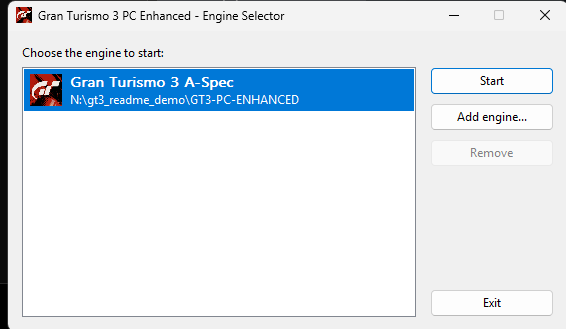 Gran Turismo 3 PC Enhanced - Engine Selector
Choose the engine to start:
Gran Turismo 3 A-Spec
N:\gt3_readme_demo\GT3-PC-ENHANCED
Start
Add engine...
Remove
Exit